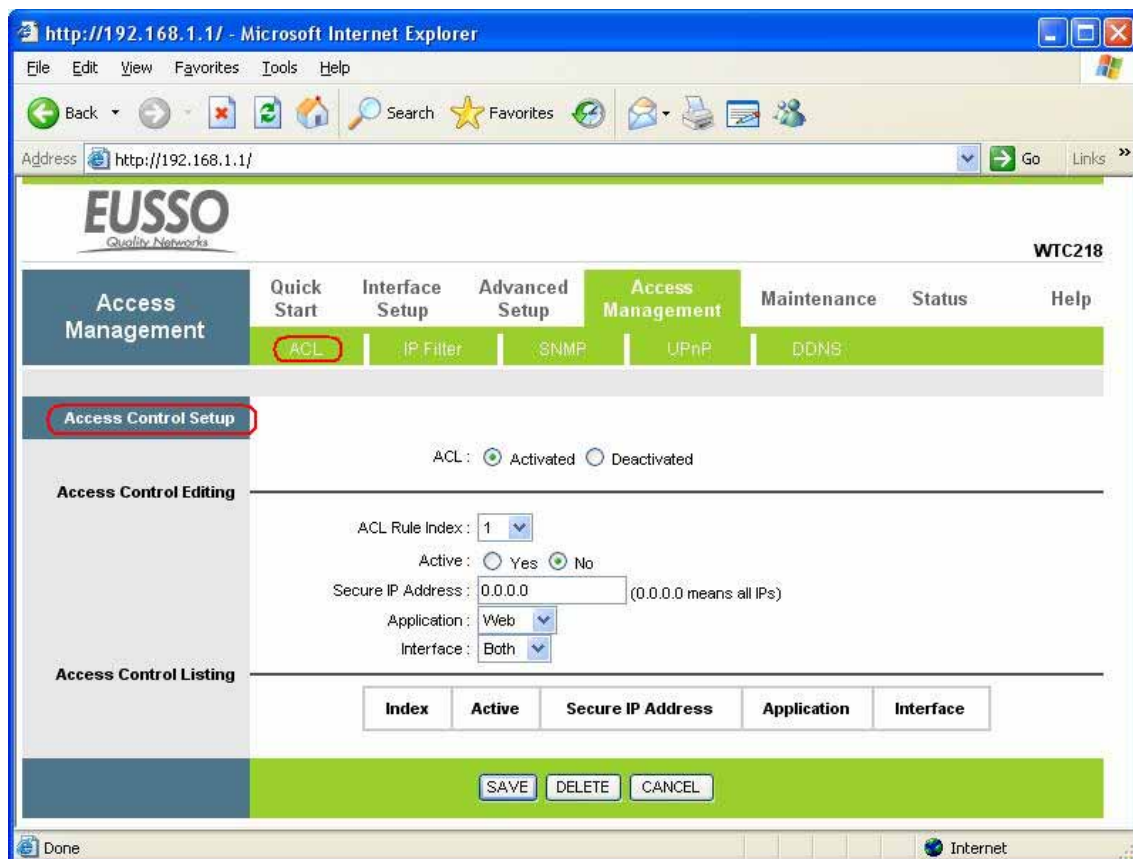 http://192.168.1.1/ - Microsoft Internet Explorer
File Edit View Favorites Tools Help
Back Search Favorites
Address http://192.168.1.1/ Go Links »
EUSSO
Quality Networks
WTC218
Access Management
Quick Start Interface Setup Advanced Setup Access Management Maintenance Status Help
ACL IP Filter SNMP UPnP DDNS
Access Control Setup
ACL : Activated Deactivated
Access Control Editing
ACL Rule Index : 1
Active : Yes No
Secure IP Address : 0.0.0.0 (0.0.0.0 means all IPs)
Application : Web
Interface : Both
Access Control Listing
Index Active Secure IP Address Application Interface
SAVE DELETE CANCEL
Done Internet